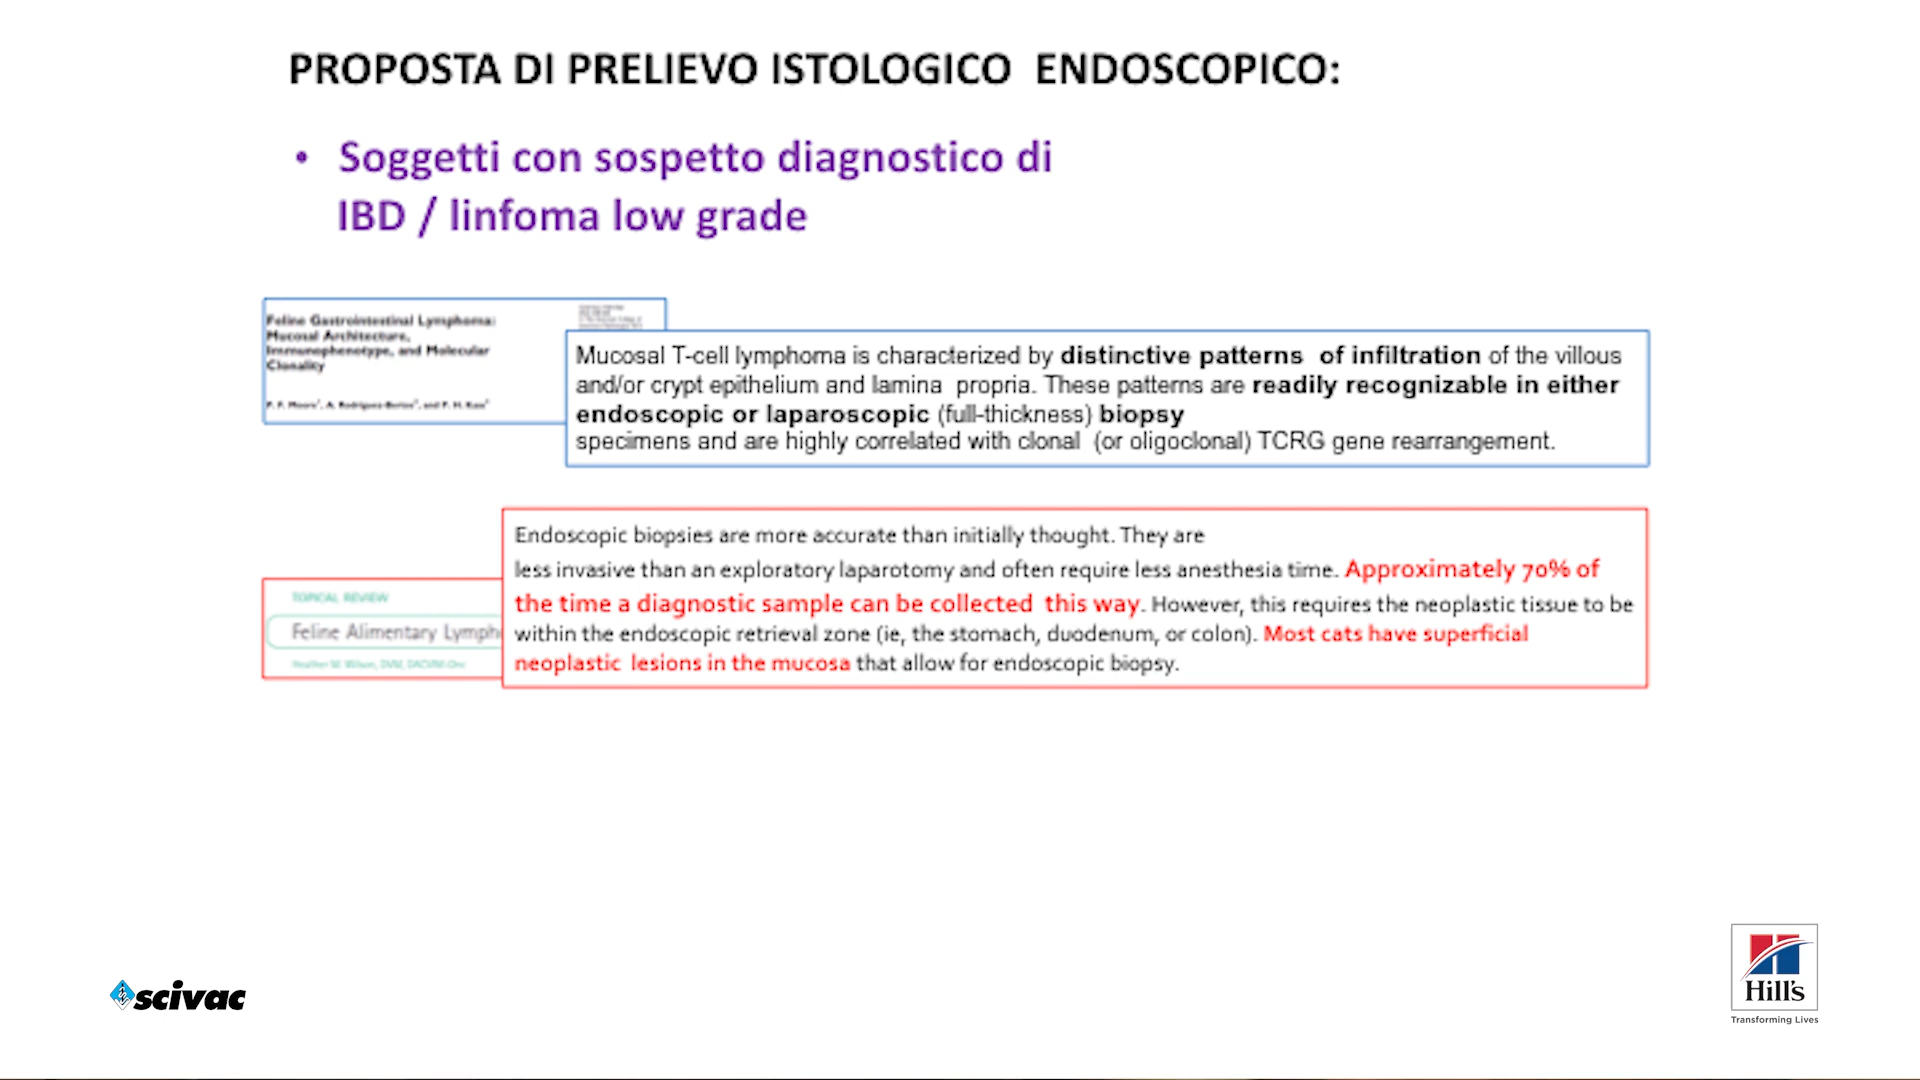 PROPOSTA DI PRELIEVO ISTOLOGICO ENDOSCOPICO:
• Soggetti con sospetto diagnostico di
IBD / linfoma low grade
Feline Gastrointestinal Lymphoma:
Mucosal Architecture,
Immunophenotype, and Molecular
Clonality
Mucosal T-cell lymphoma is characterized by distinctive patterns of infiltration of the villous
and/or crypt epithelium and lamina propria. These patterns are readily recognizable in either
endoscopic or laparoscopic (full-thickness) biopsy
specimens and are highly correlated with clonal (or oligoclonal) TCRG gene rearrangement.
TOPICAL REVIEW
Feline Alimentary Lympho
Endoscopic biopsies are more accurate than initially thought. They are
less invasive than an exploratory laparotomy and often require less anesthesia time. Approximately 70% of
the time a diagnostic sample can be collected this way. However, this requires the neoplastic tissue to be
within the endoscopic retrieval zone (ie, the stomach, duodenum, or colon). Most cats have superficial
neoplastic lesions in the mucosa that allow for endoscopic biopsy.
scivac
Hill's
Transforming Lives